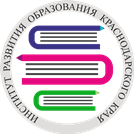 ИНСТИТУТ РАЗВИТИЯ ОБРАЗОВАНИЯ КРАСНОДАРСКОГО КРАЯ